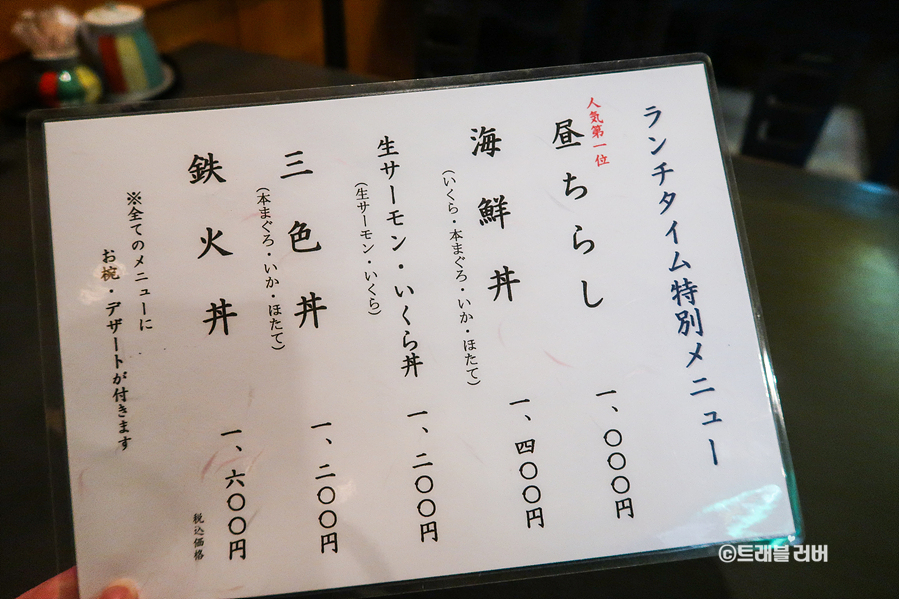 ランチタイム特別メニュー
人気第一位
昼ちらし 一、〇〇〇円
海鮮丼 一、四〇〇円
(いくら・本まぐろ・いか・ほたて)
生サーモン・いくら丼 一、二〇〇円
(生サーモン・いくら)
三色丼 一、二〇〇円
(本まぐろ・いか・ほたて)
鉄火丼 一、六〇〇円
税込価格
※全てのメニューに
お椀・デザートが付きます
©트래블 러버